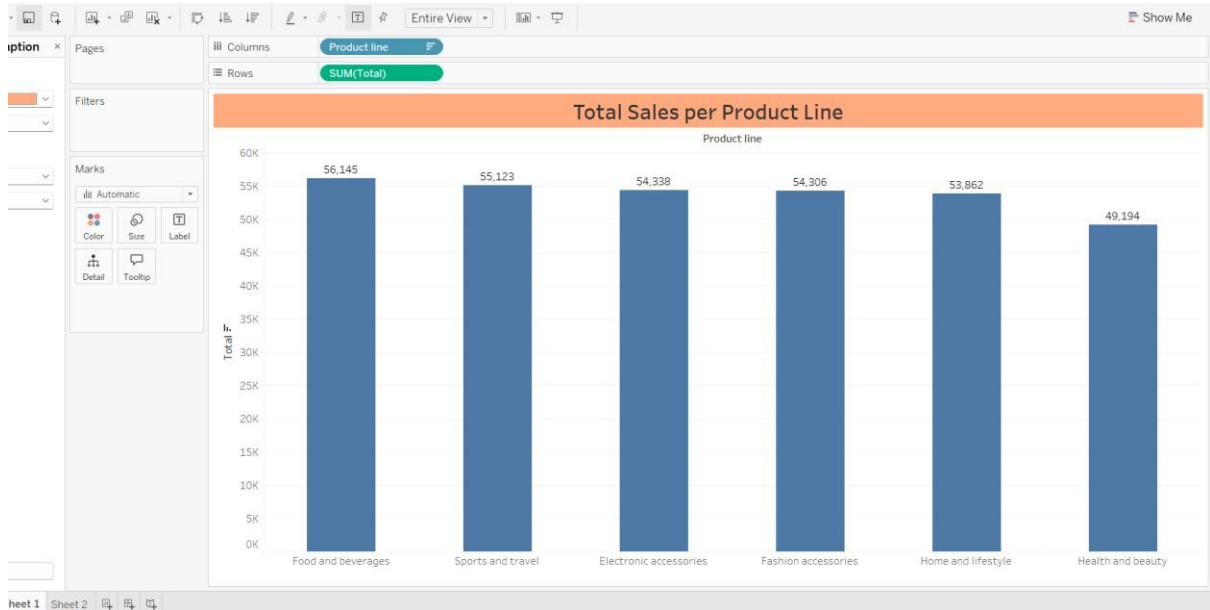 Entire View
Show Me
ption ×
Pages
Columns
Product line
Rows
SUM(Total)
Filters
Marks
Automatic
Color
Size
Label
Detail
Tooltip
Total Sales per Product Line
Product line
60K
55K
50K
45K
40K
35K
30K
25K
20K
15K
10K
5K
0K
Total
56,145
55,123
54,338
54,306
53,862
49,194
Food and beverages
Sports and travel
Electronic accessories
Fashion accessories
Home and lifestyle
Health and beauty
heet 1
Sheet 2